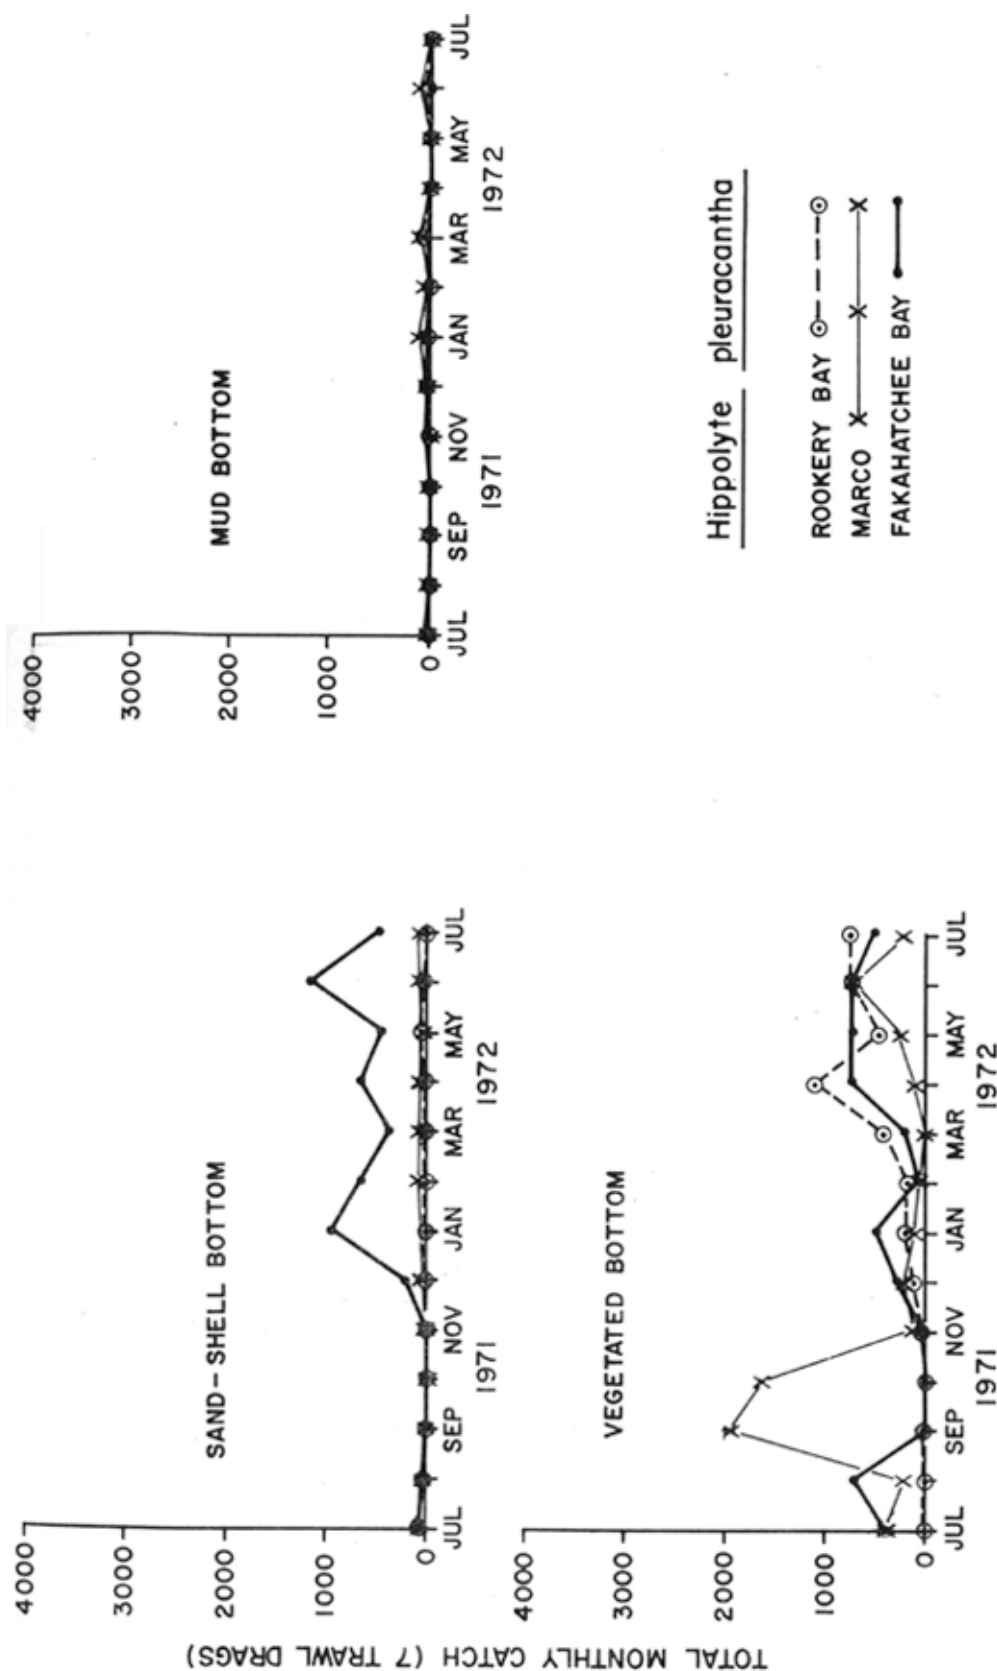 TOTAL MONTHLY CATCH (7 TRAWL DRAGS)
SAND-SHELL BOTTOM
4000
3000
2000
1000
0
JUL SEP NOV JAN MAR MAY JUL
1971 1972
MUD BOTTOM
4000
3000
2000
1000
0
JUL SEP NOV JAN MAR MAY JUL
1971 1972
VEGETATED BOTTOM
4000
3000
2000
1000
0
JUL SEP NOV JAN MAR MAY JUL
1971 1972
Hippolyte pleuracantha
ROOKERY BAY
MARCO
FAKAHATCHEE BAY